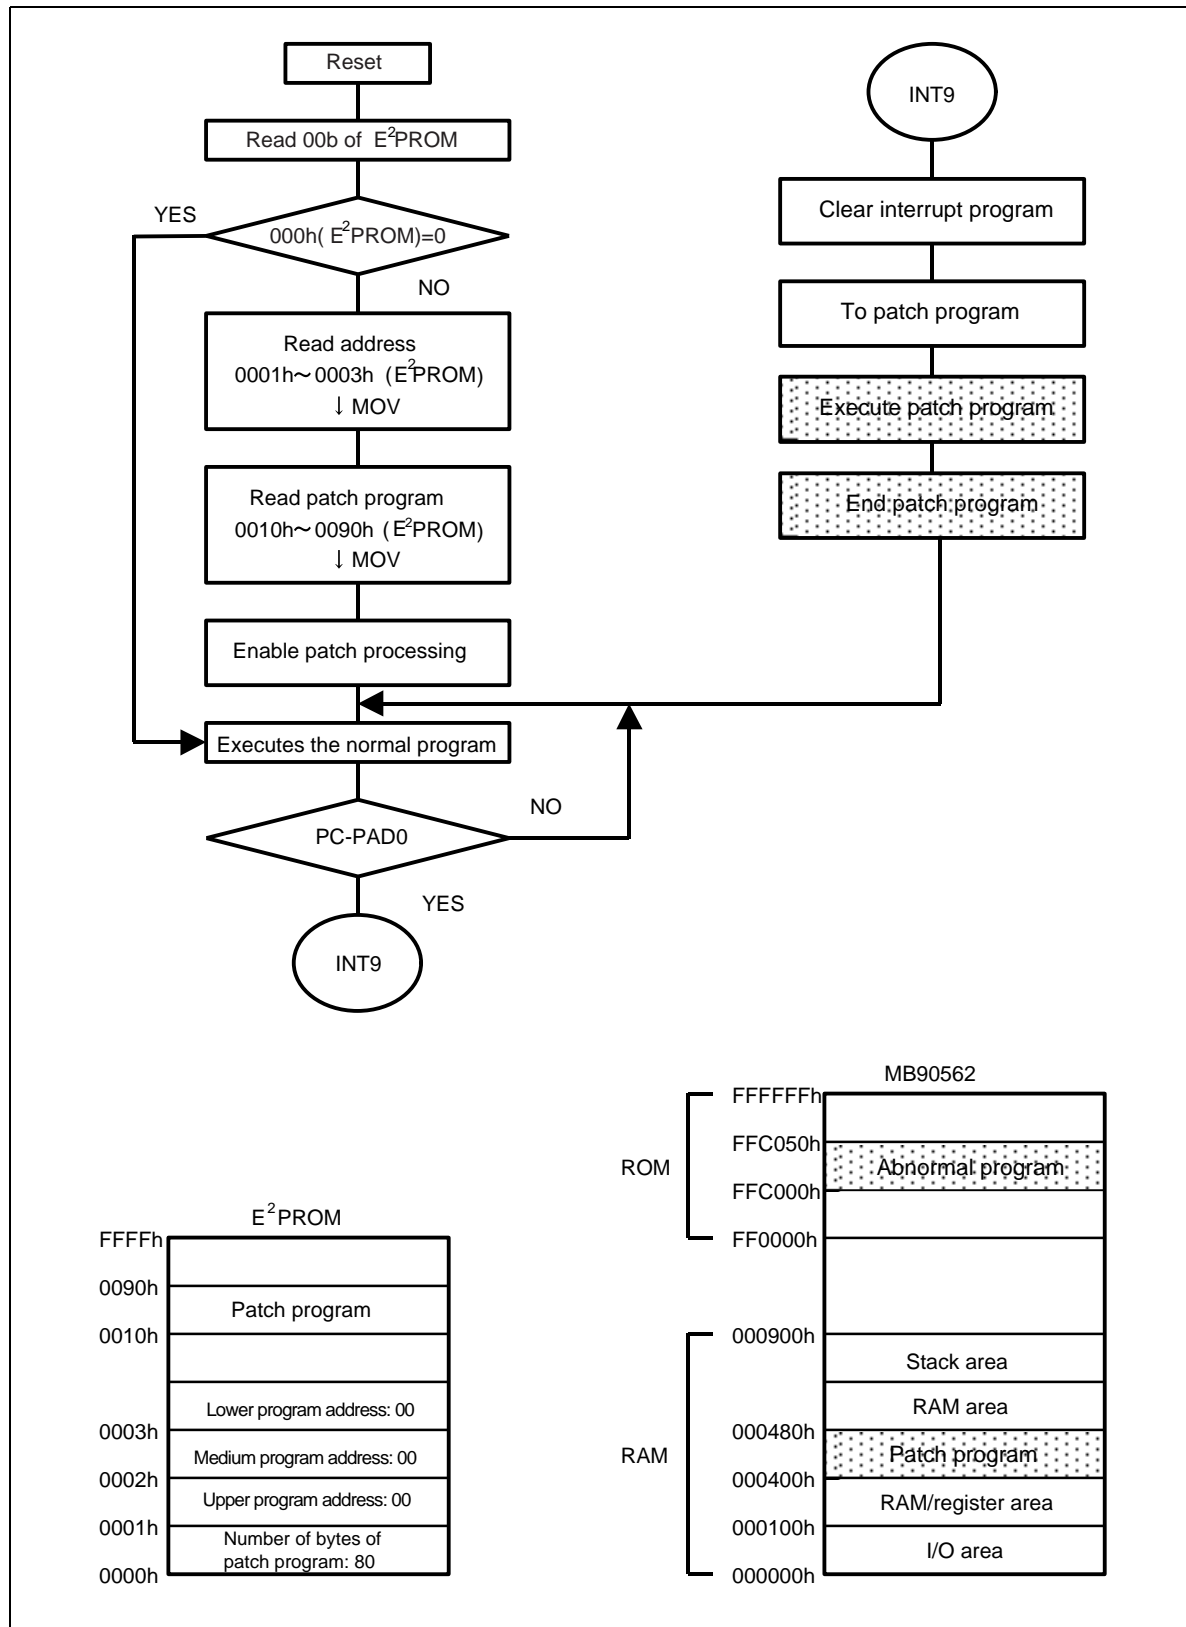 Reset
Read 00b of E²PROM
YES
000h( E²PROM)=0
NO
Read address
0001h～0003h (E²PROM)
↓ MOV
Read patch program
0010h～0090h (E²PROM)
↓ MOV
Enable patch processing
Executes the normal program
PC-PAD0
NO
YES
INT9
INT9
Clear interrupt program
To patch program
Execute patch program
End patch program
E²PROM
FFFFh
0090h
Patch program
0010h
Lower program address: 00
0003h
Medium program address: 00
0002h
Upper program address: 00
0001h
Number of bytes of
patch program: 80
0000h
MB90562
FFFFFFh
FFC050h
ROM
Abnormal program
FFC000h
FF0000h
000900h
Stack area
RAM area
000480h
RAM
Patch program
000400h
RAM/register area
000100h
I/O area
000000h